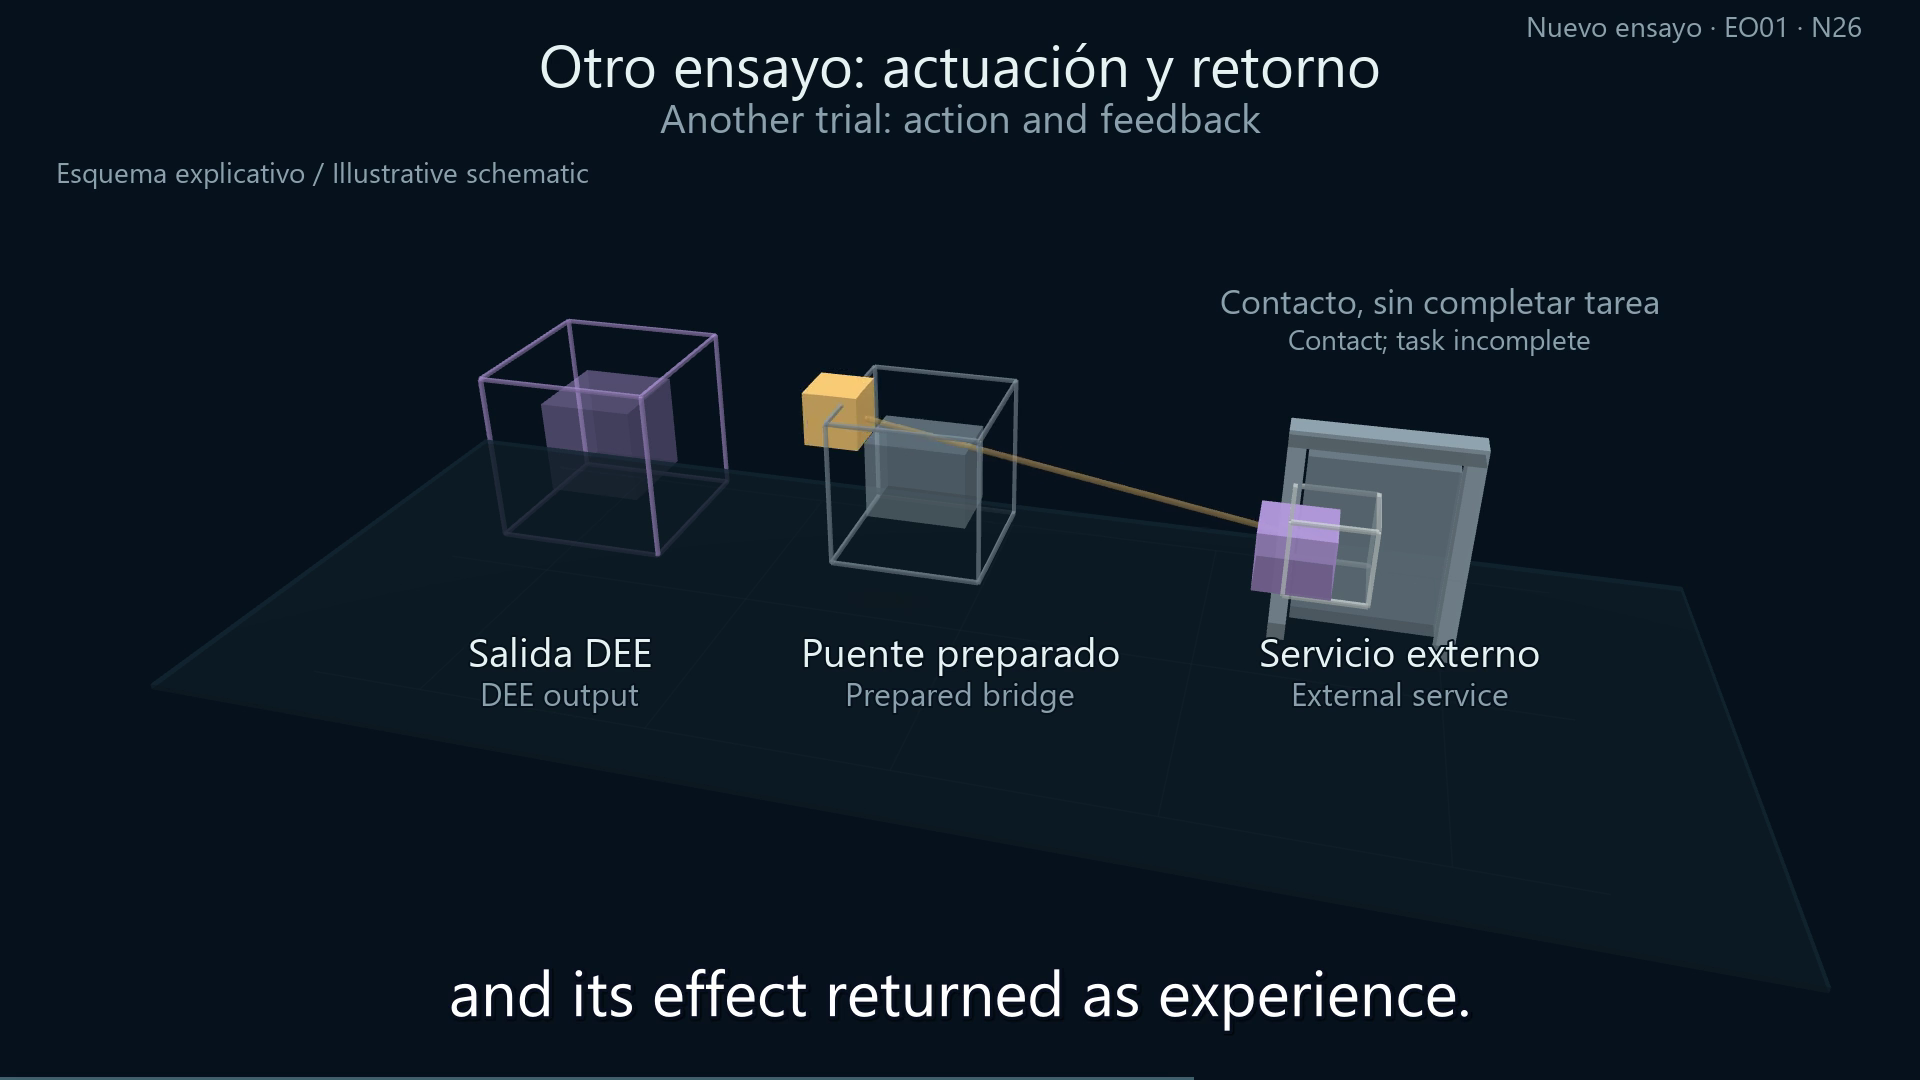 Nuevo ensayo · EO01 · N26
Otro ensayo: actuación y retorno
Another trial: action and feedback
Esquema explicativo / Illustrative schematic
Contacto, sin completar tarea
Contact; task incomplete
Salida DEE
DEE output
Puente preparado
Prepared bridge
Servicio externo
External service
and its effect returned as experience.